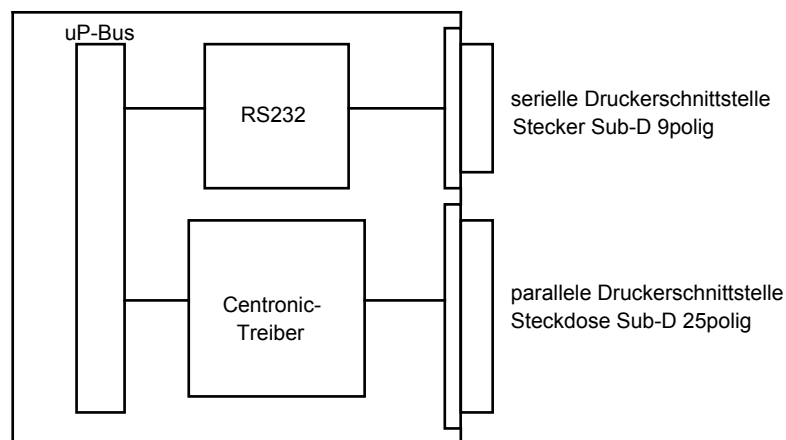 uP-Bus
RS232
serielle Druckerschnittstelle
Stecker Sub-D 9polig
Centronic-
Treiber
parallele Druckerschnittstelle
Steckdose Sub-D 25polig